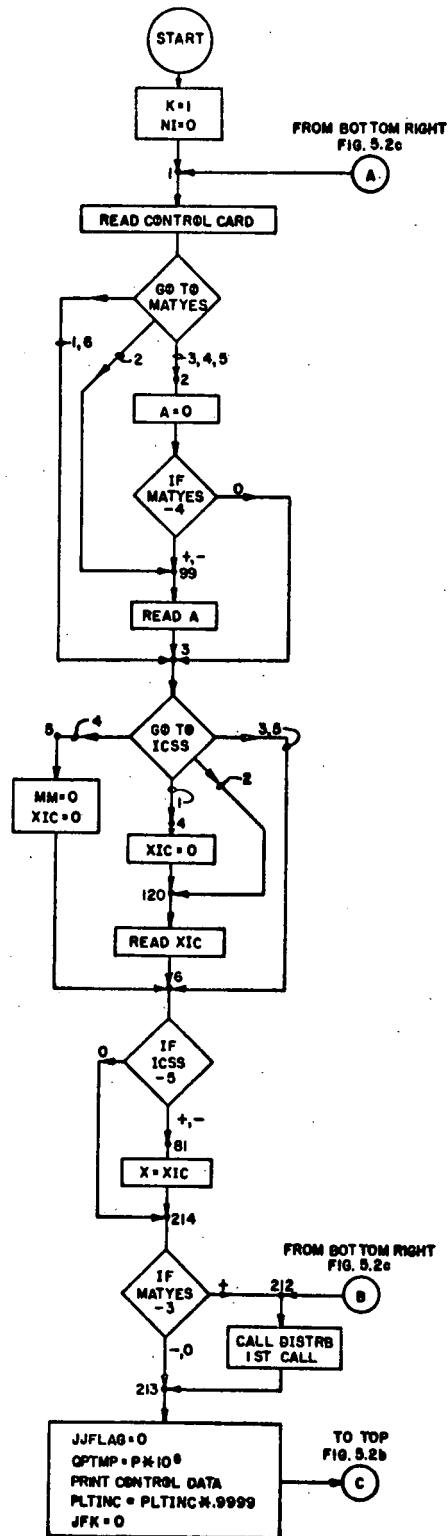 START
K=1
NI=0
FROM BOTTOM RIGHT
FIG. 5.2c
A
1
READ CONTROL CARD
GO TO
MATYES
1,6
2
3,4,5
2
A=0
IF
MATYES
-4
0
+,-
99
READ A
3
GO TO
ICSS
5
4
3,5
2
MM=0
XIC=0
1
4
XIC=0
120
READ XIC
6
IF
ICSS
-5
0
+,-
81
X=XIC
214
FROM BOTTOM RIGHT
FIG. 5.2c
IF
MATYES
-3
+
212
B
CALL DISTRB
1ST CALL
-,0
213
JJFLAG=0
PRINT CONTROL DATA
PLTINC = PLTINC*.9999
JFK = 0
TO TOP
FIG. 5.2b
C